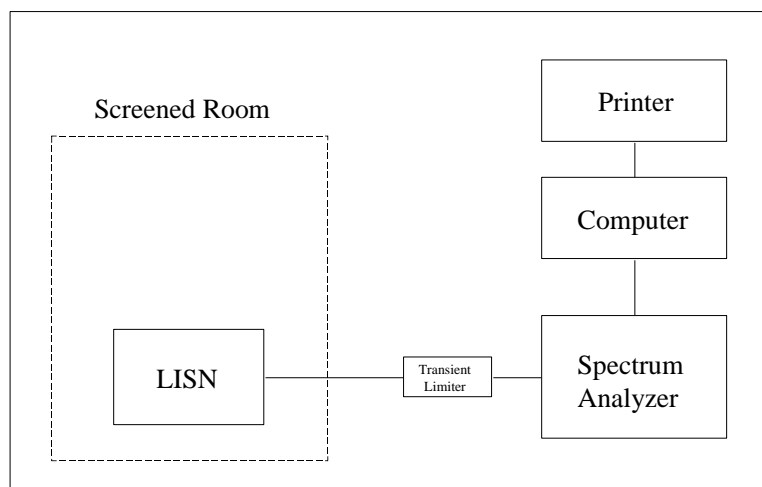 Screened Room
Printer
Computer
LISN
Transient
Limiter
Spectrum
Analyzer